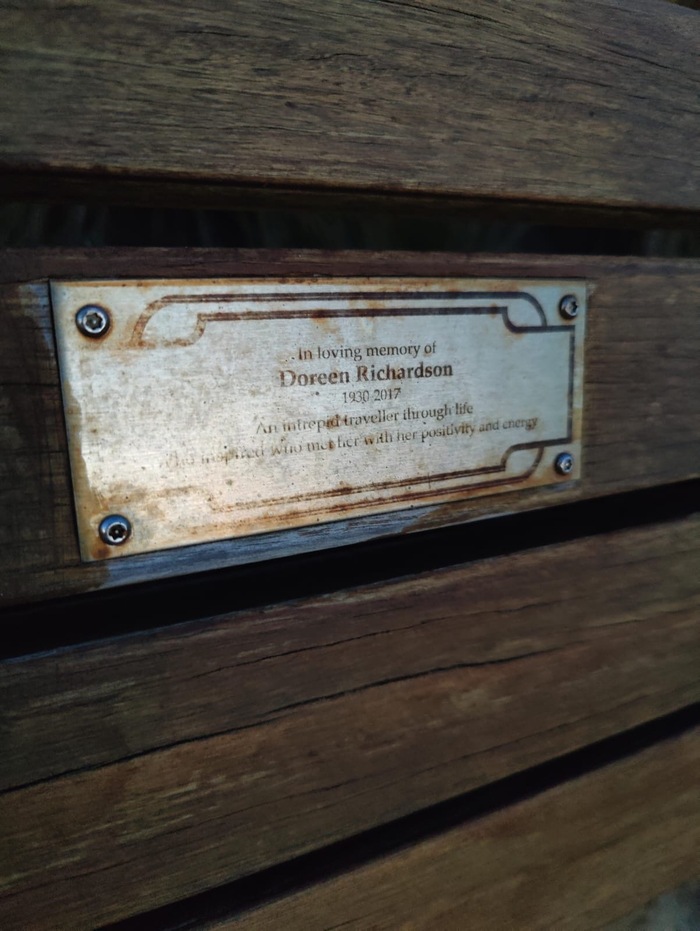 In loving memory of
Doreen Richardson
1930-2017
An intrepid traveller through life
who inspired who met her with her positivity and energy